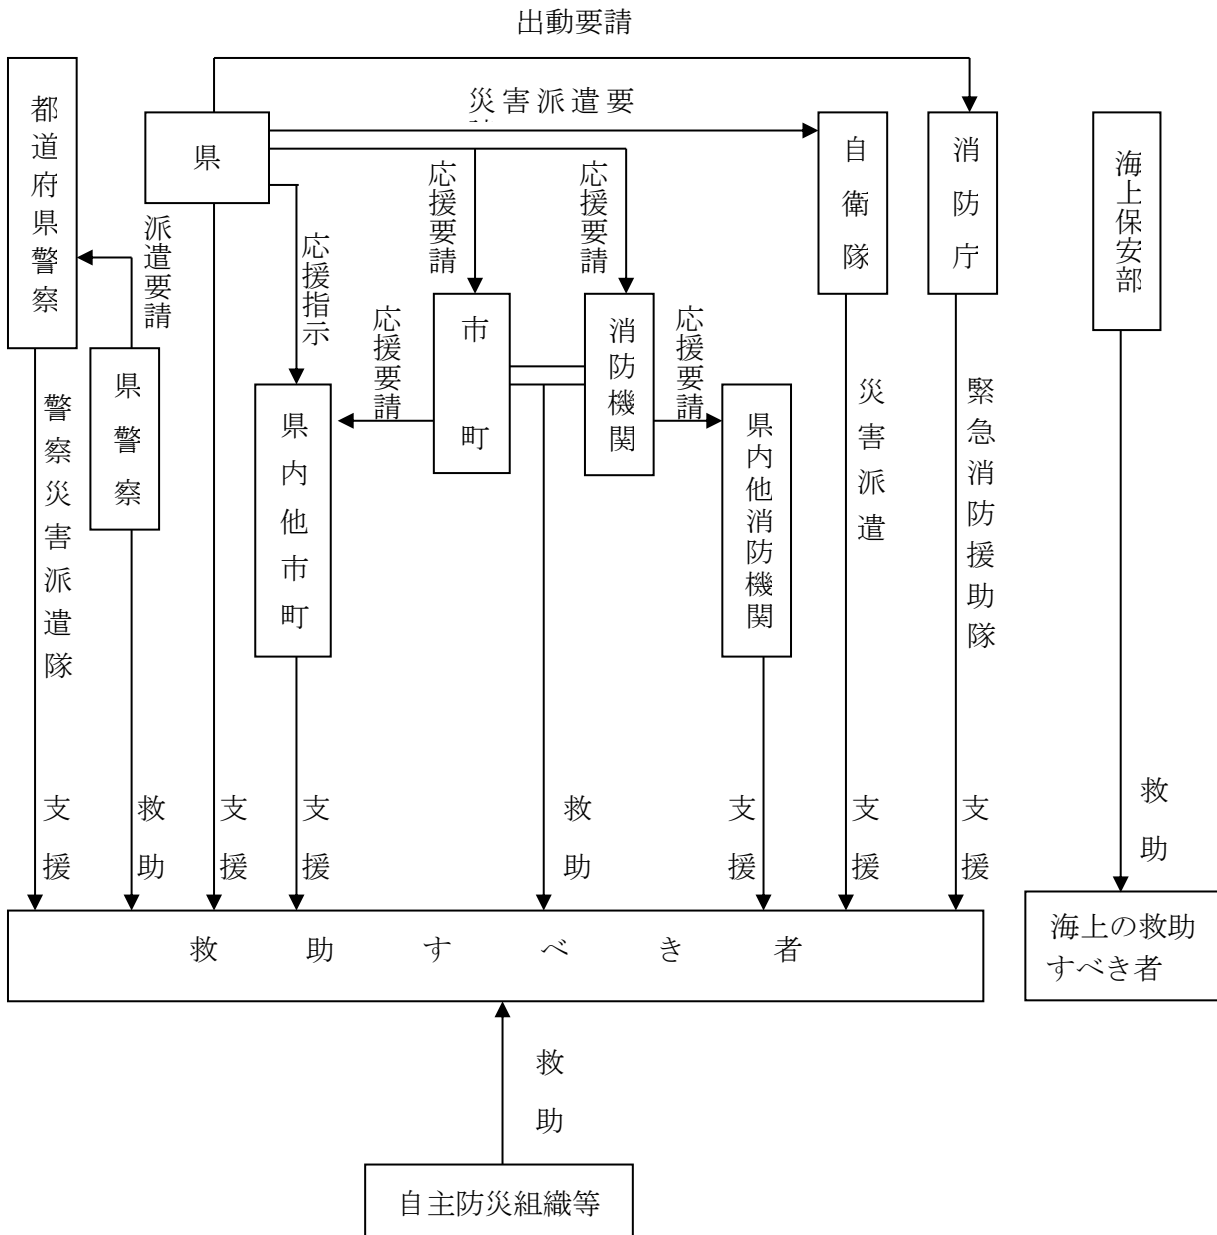 出動要請
災害派遣要
都道府県警察
県
自衛隊
消防庁
海上保安部
派遣要請
応援指示
応援要請
応援要請
市町
消防機関
応援要請
応援要請
県警察
県内他市町
県内他消防機関
警察災害派遣隊
災害派遣
緊急消防援助隊
支援
救助
支援
支援
救助
支援
支援
支援
救助
救助すべき者
海上の救助
すべき者
救助
自主防災組織等